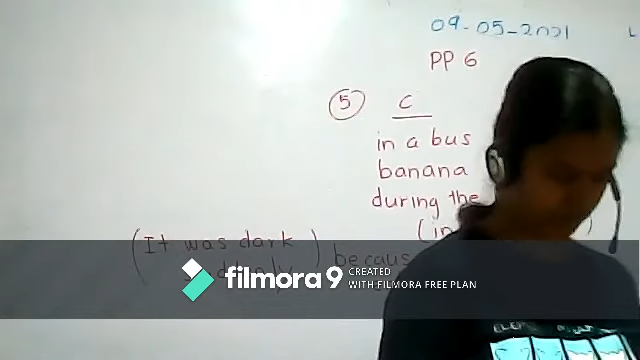 09-05-2021
PP 6
5 C
in a bus
banana
during the
(in
(It was dark
suddenly) because
filmora 9 CREATED
WITH FILMORA FREE PLAN